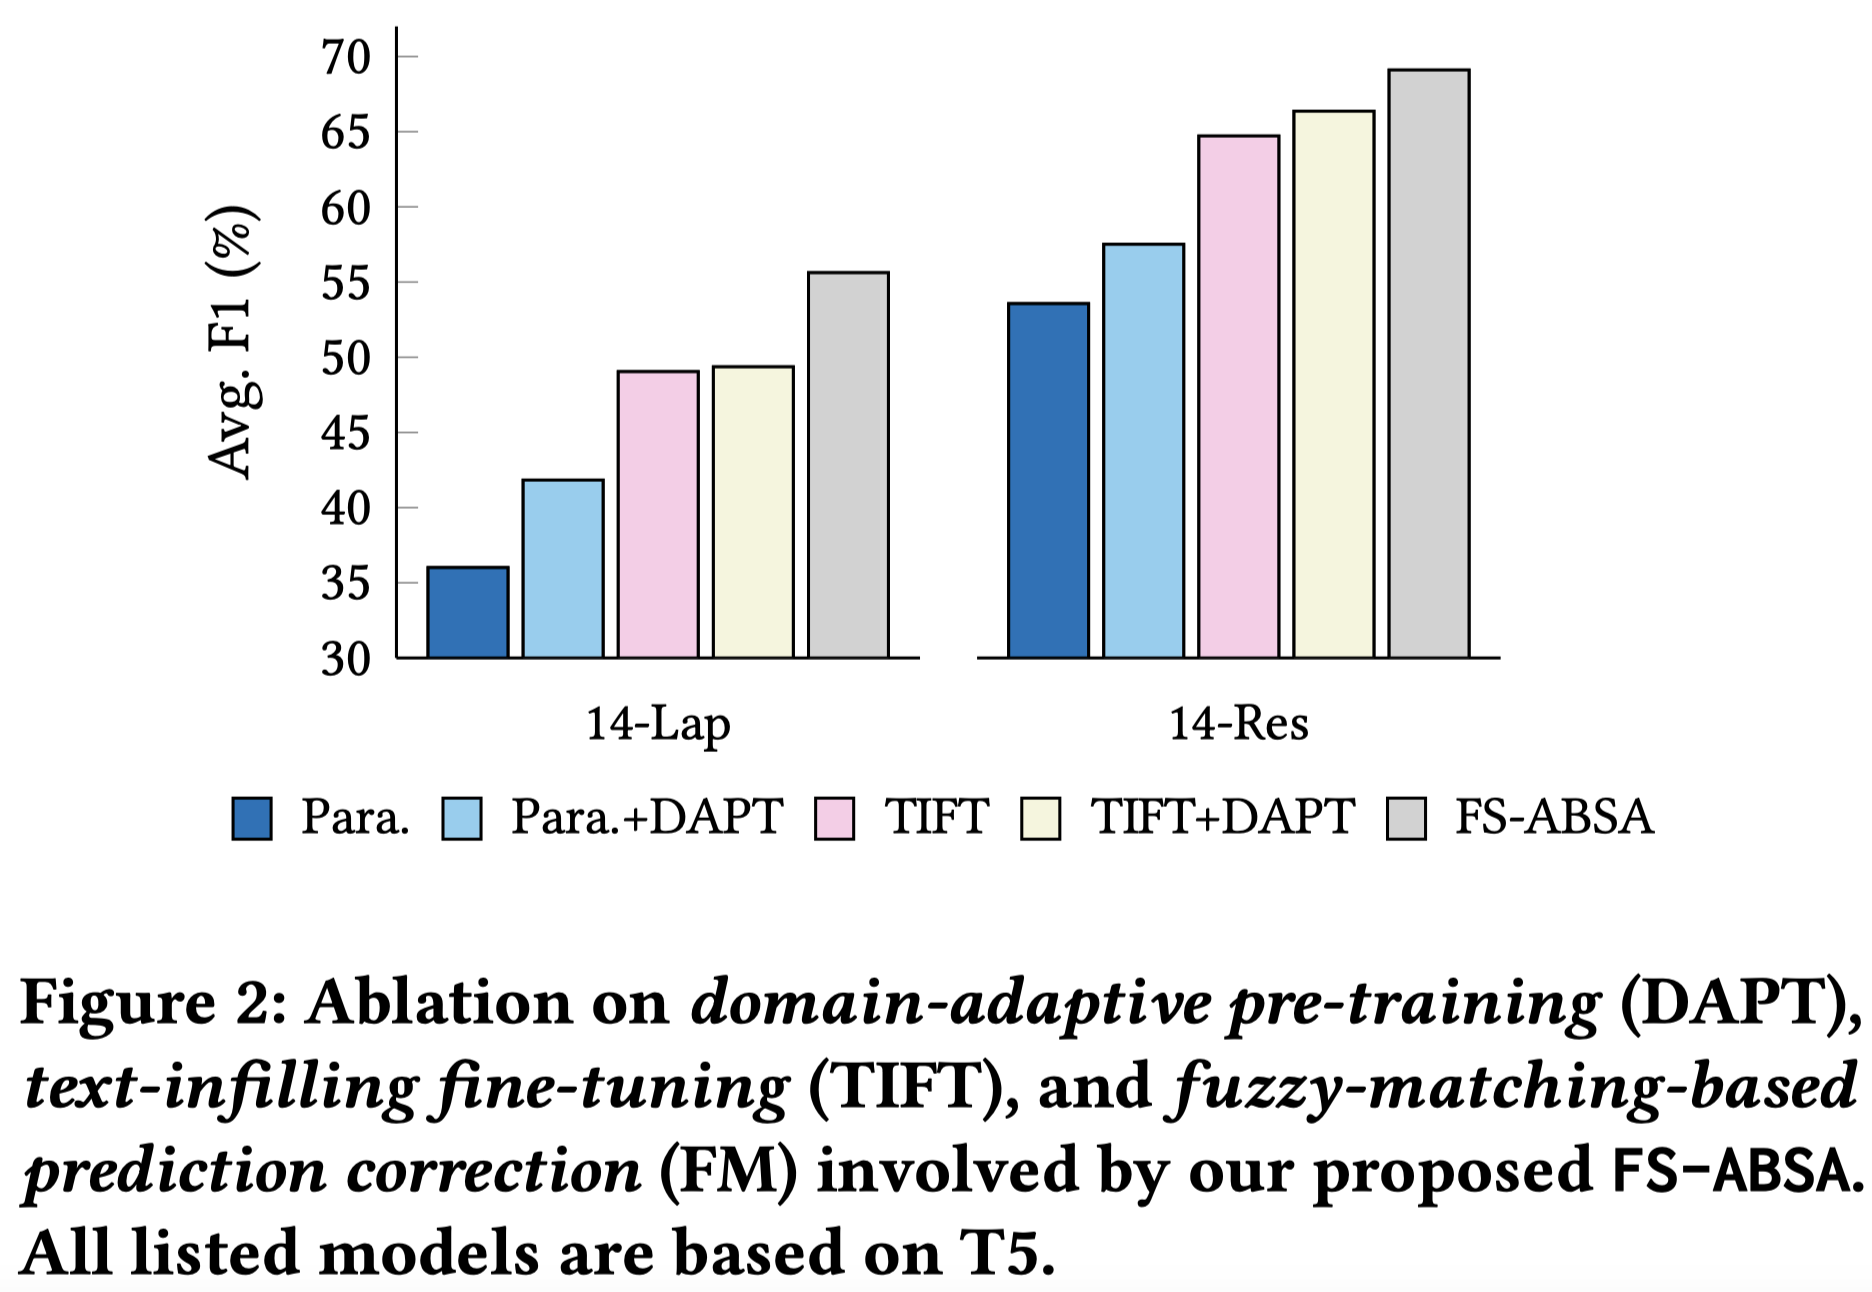 70
65
60
55
50
45
40
35
30
Avg. F1 (%)
14-Lap 14-Res
Para. Para.+DAPT TIFT TIFT+DAPT FS-ABSA
Figure 2: Ablation on domain-adaptive pre-training (DAPT),
text-infilling fine-tuning (TIFT), and fuzzy-matching-based
prediction correction (FM) involved by our proposed FS-ABSA.
All listed models are based on T5.